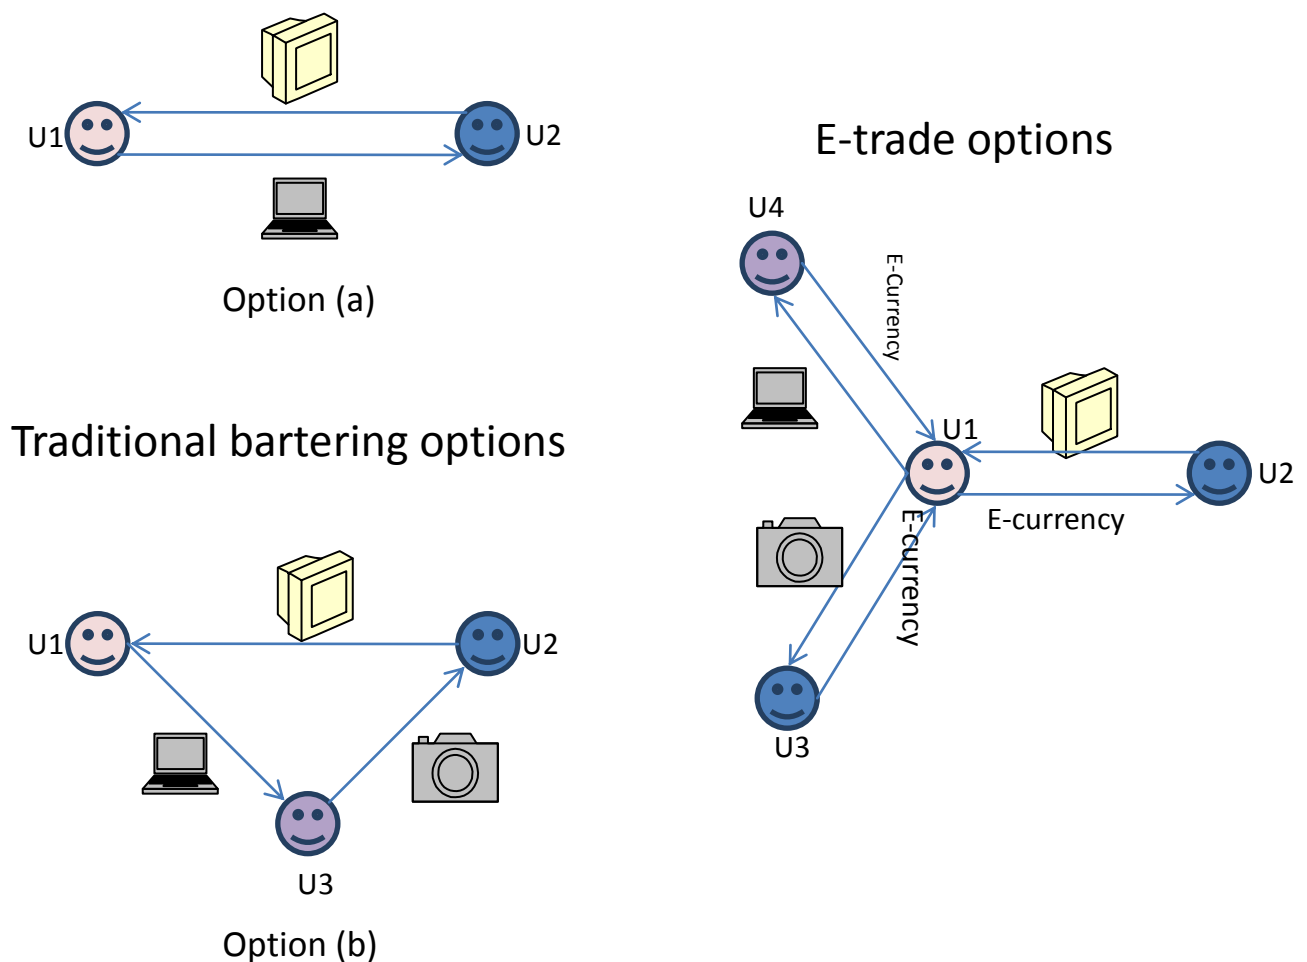 U1
U2
Option (a)
Traditional bartering options
U1
U2
U3
Option (b)
E-trade options
U4
E-Currency
U1
U2
E-currency
E-currency
U3